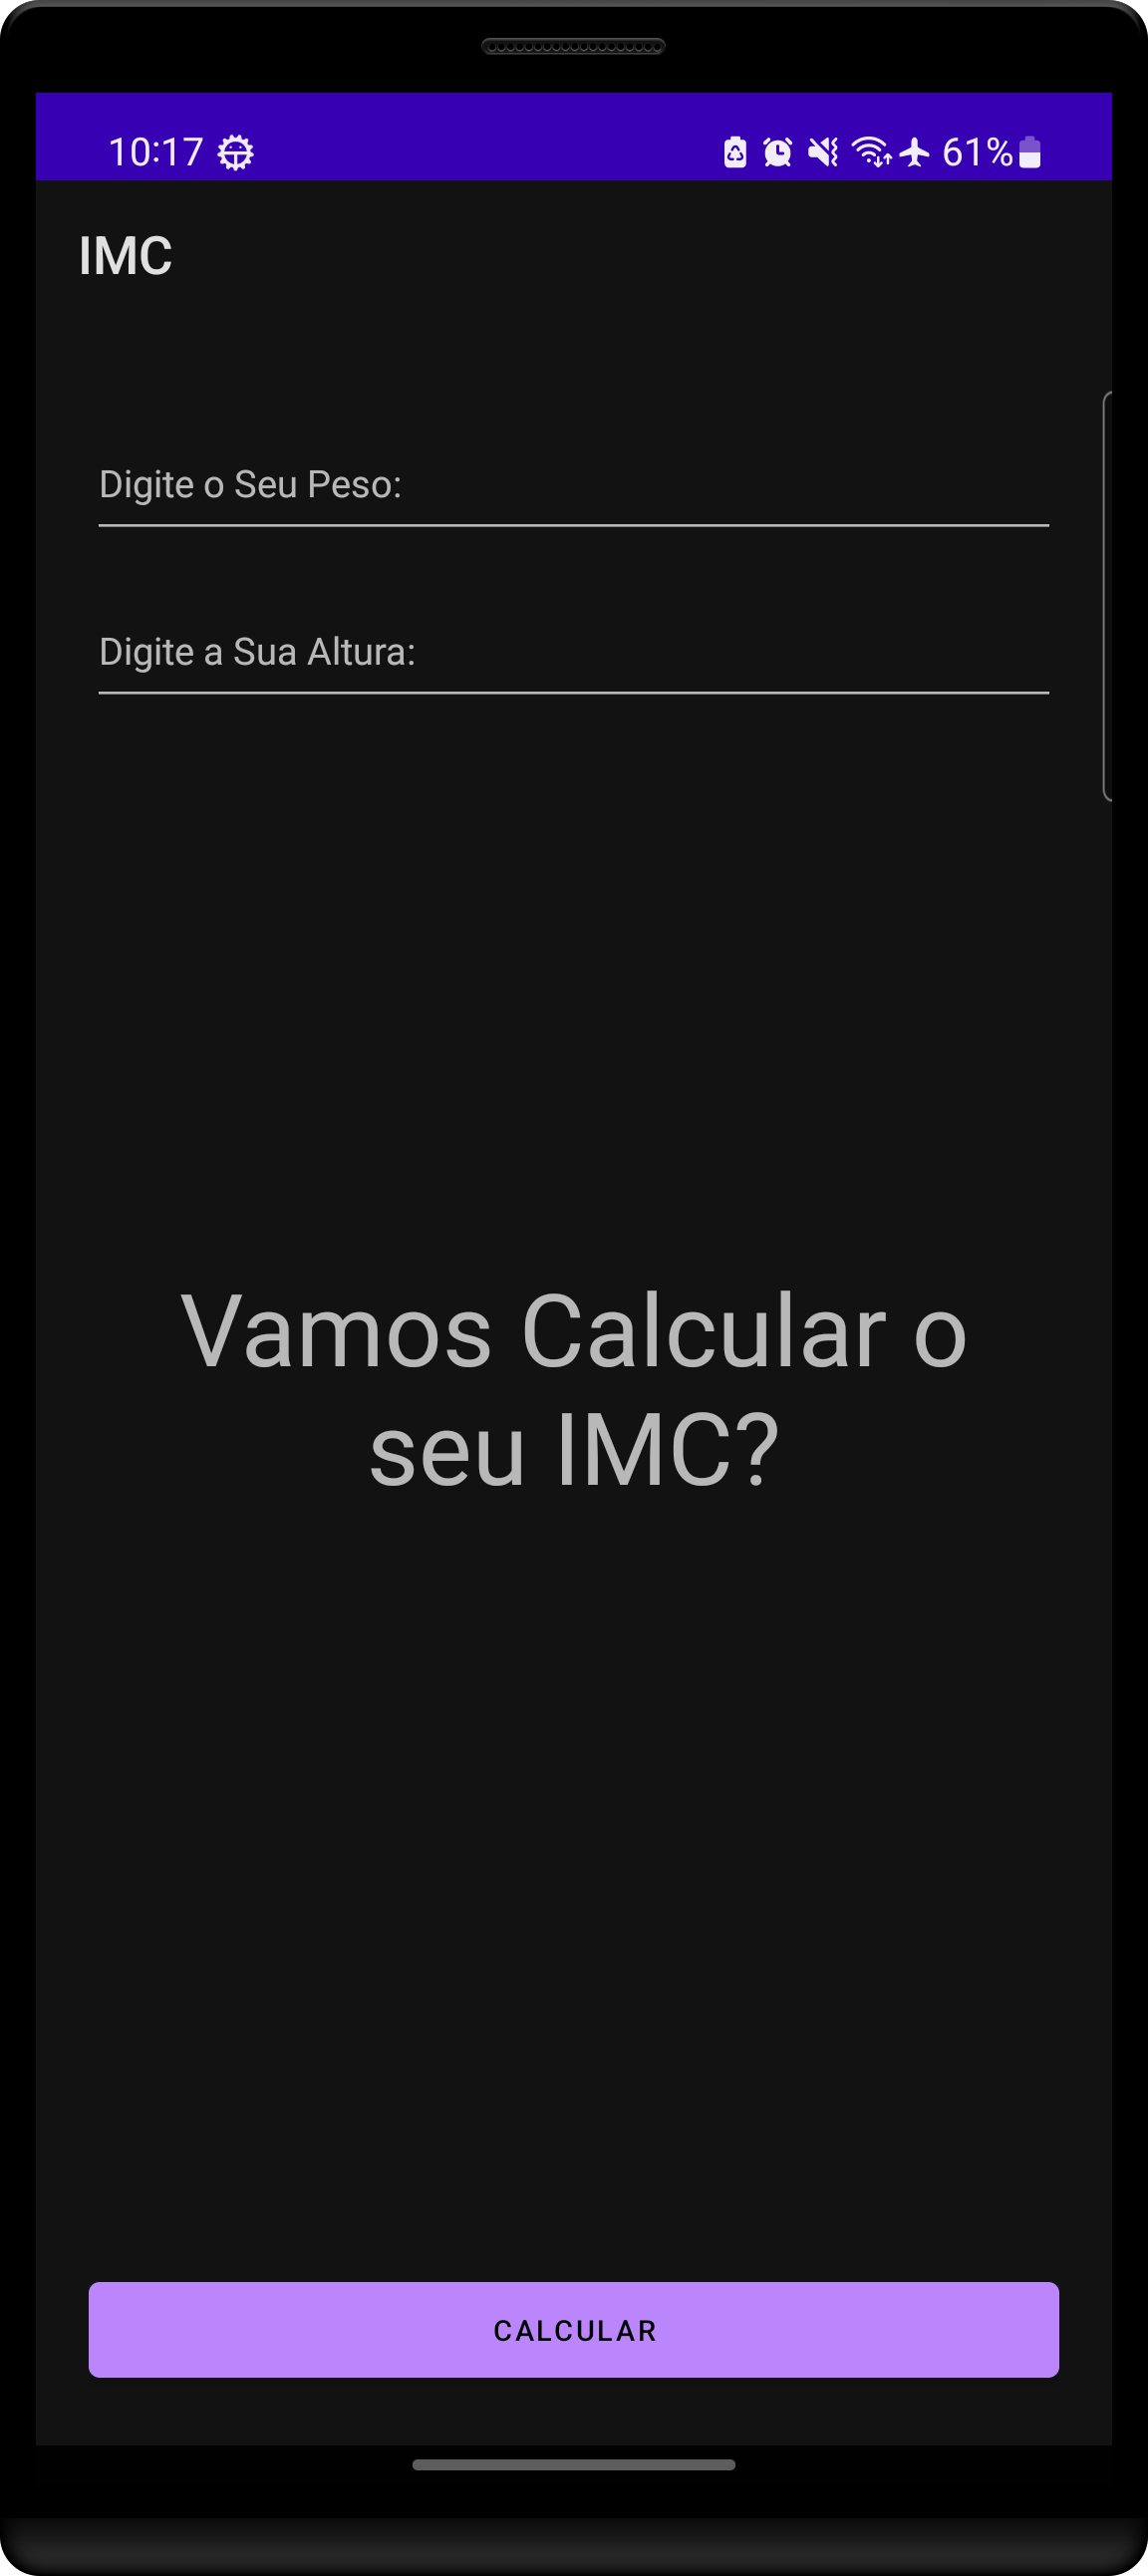 10:17 61%
IMC
Digite o Seu Peso:
Digite a Sua Altura:
Vamos Calcular o
seu IMC?
CALCULAR